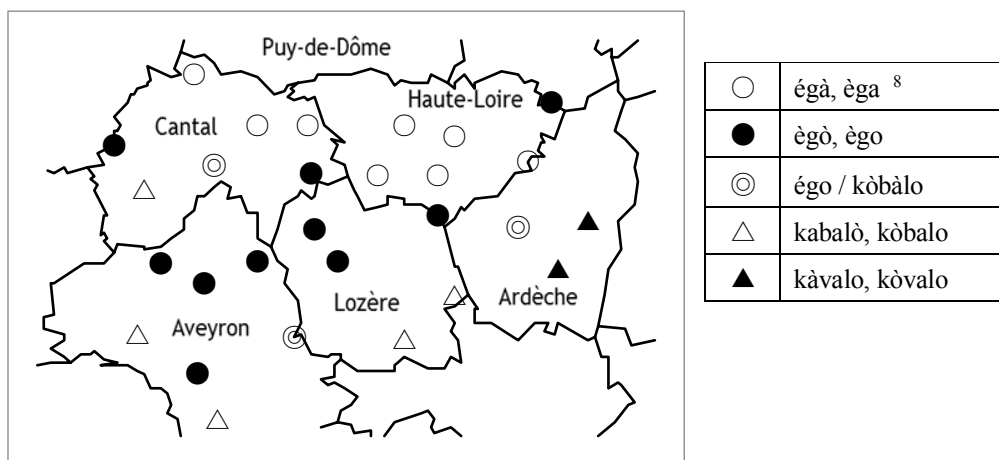 Puy-de-Dôme
Haute-Loire
Cantal
Lozère
Ardèche
Aveyron
égà, èga 8
ègò, ègo
égo / kòbàlo
kabalò, kòbalo
kàvalo, kòvalo